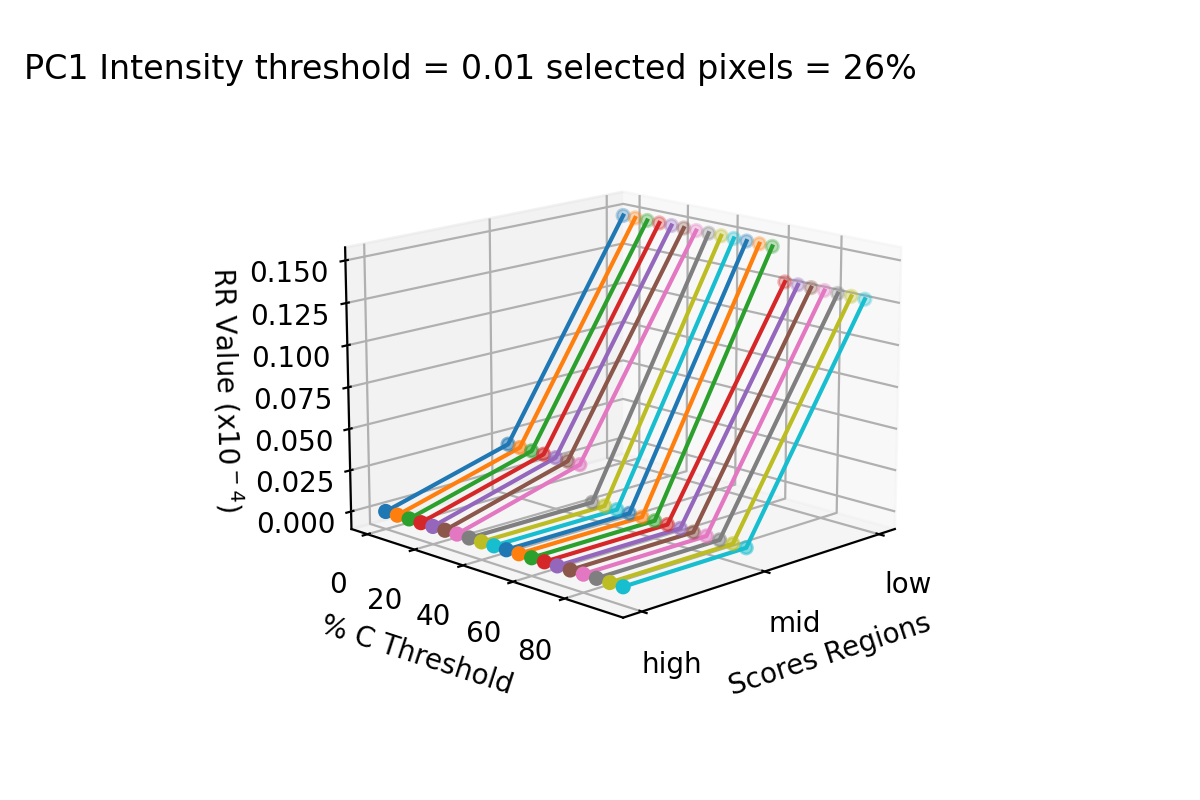 PC1 Intensity threshold = 0.01 selected pixels = 26%
0.150
0.125
0.100
0.075
0.050
0.025
0.000
RR Value (x10⁻⁴)
0
20
40
60
80
% C Threshold
high
mid
low
Scores Regions